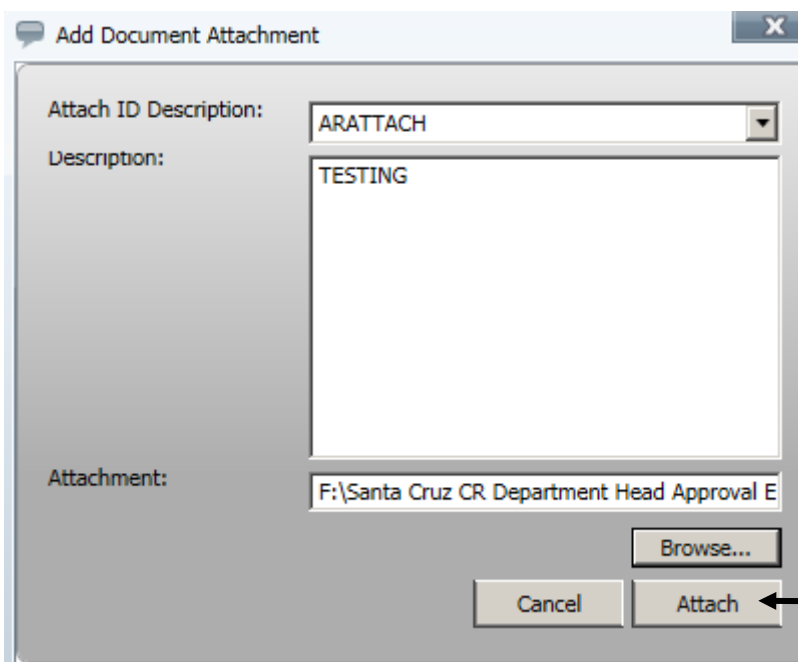 Add Document Attachment
X
Attach ID Description:
ARATTACH
Description:
TESTING
Attachment:
F:\Santa Cruz CR Department Head Approval E
Browse...
Cancel
Attach